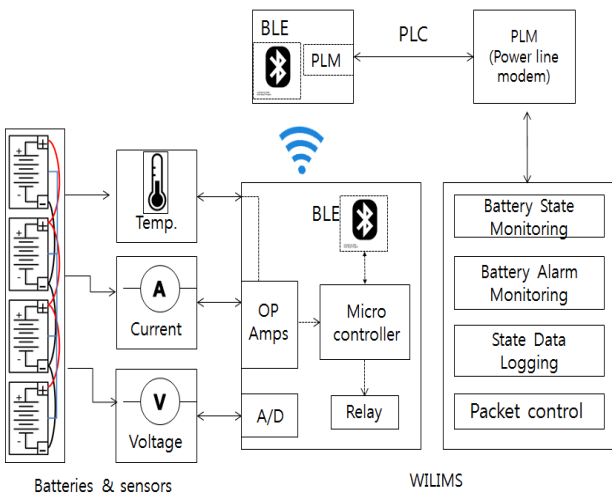 BLE
PLM
PLC
PLM
(Power line
modem)
Temp.
A
Current
V
Voltage
BLE
OP
Amps
Micro
controller
A/D
Relay
Battery State
Monitoring
Battery Alarm
Monitoring
State Data
Logging
Packet control
Batteries & sensors
WILIMS